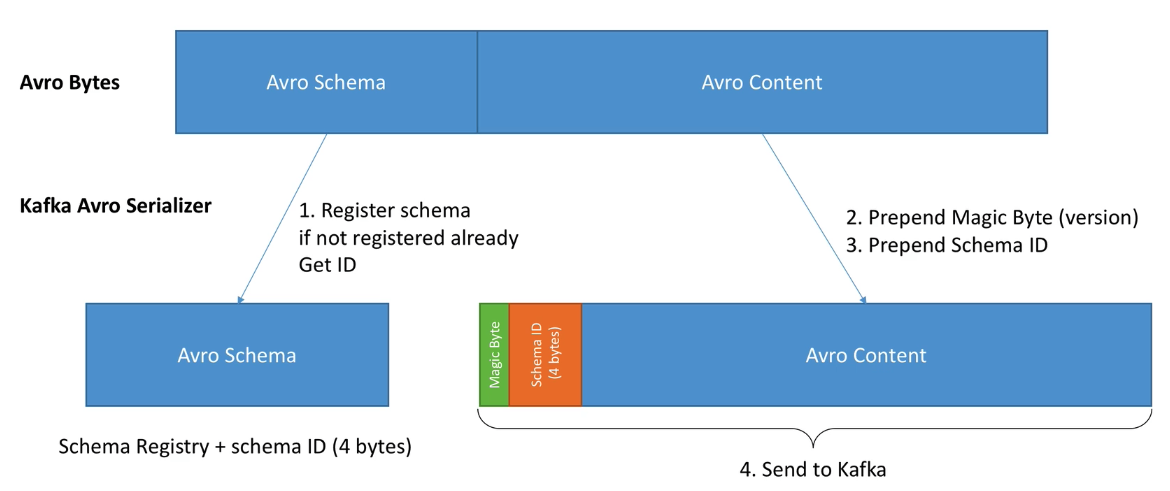 Avro Bytes
Avro Schema
Avro Content
Kafka Avro Serializer
1. Register schema
if not registered already
Get ID
2. Prepend Magic Byte (version)
3. Prepend Schema ID
Avro Schema
Magic Byte
Schema ID
(4 bytes)
Avro Content
Schema Registry + schema ID (4 bytes)
4. Send to Kafka